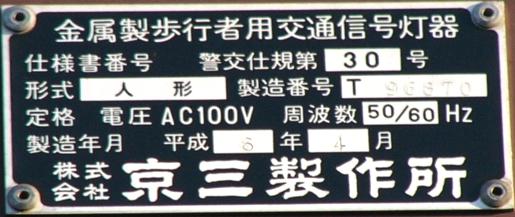 金属製歩行者用交通信号灯器
仕様書番号 警交仕規第 30 号
形式 人形 製造番号 T 96670
定格 電圧 AC100V 周波数 50/60 Hz
製造年月 平成 8 年 4 月
株式会社 京三製作所